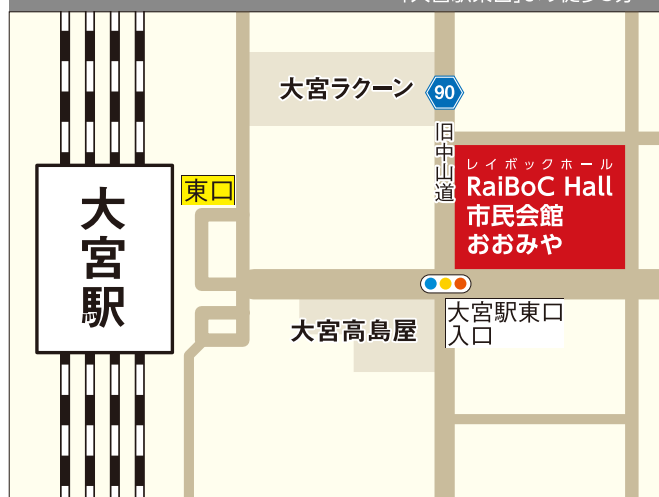 大宮ラクーン
90
旧中山道
レイボックホール
RaiBoC Hall
市民会館
おおみや
東口
大宮駅
大宮高島屋
大宮駅東口
入口